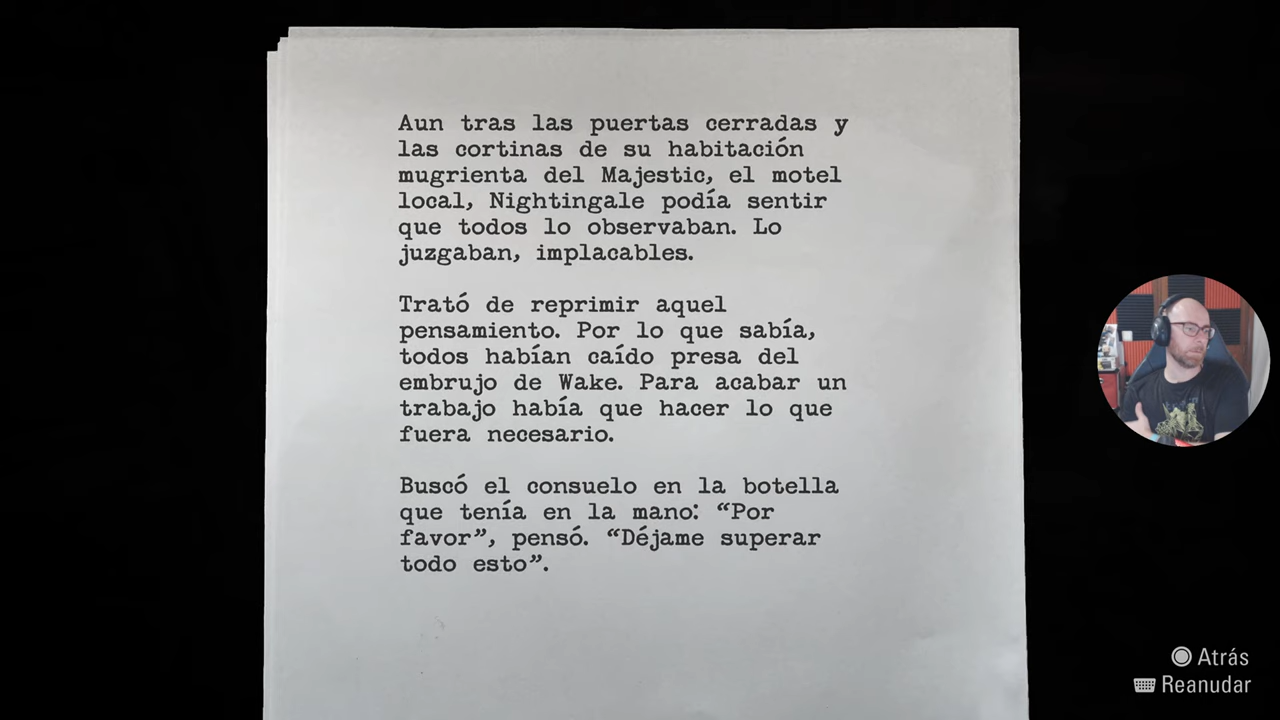 Aun tras las puertas cerradas y
las cortinas de su habitación
mugrienta del Majestic, el motel
local, Nightingale podía sentir
que todos lo observaban. Lo
juzgaban, implacables.
Trató de reprimir aquel
pensamiento. Por lo que sabía,
todos habían caído presa del
embrujo de Wake. Para acabar un
trabajo había que hacer lo que
fuera necesario.
Buscó el consuelo en la botella
que tenía en la mano: “Por
favor”, pensó. “Déjame superar
todo esto”.
Atrás
Reanudar